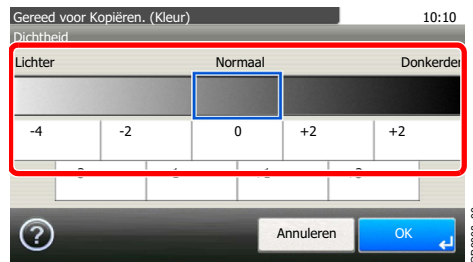 Gereed voor Kopiëren. (Kleur) 10:10
Dichtheid
Lichter Normaal Donkerder
-4 -2 0 +2 +2
Annuleren OK